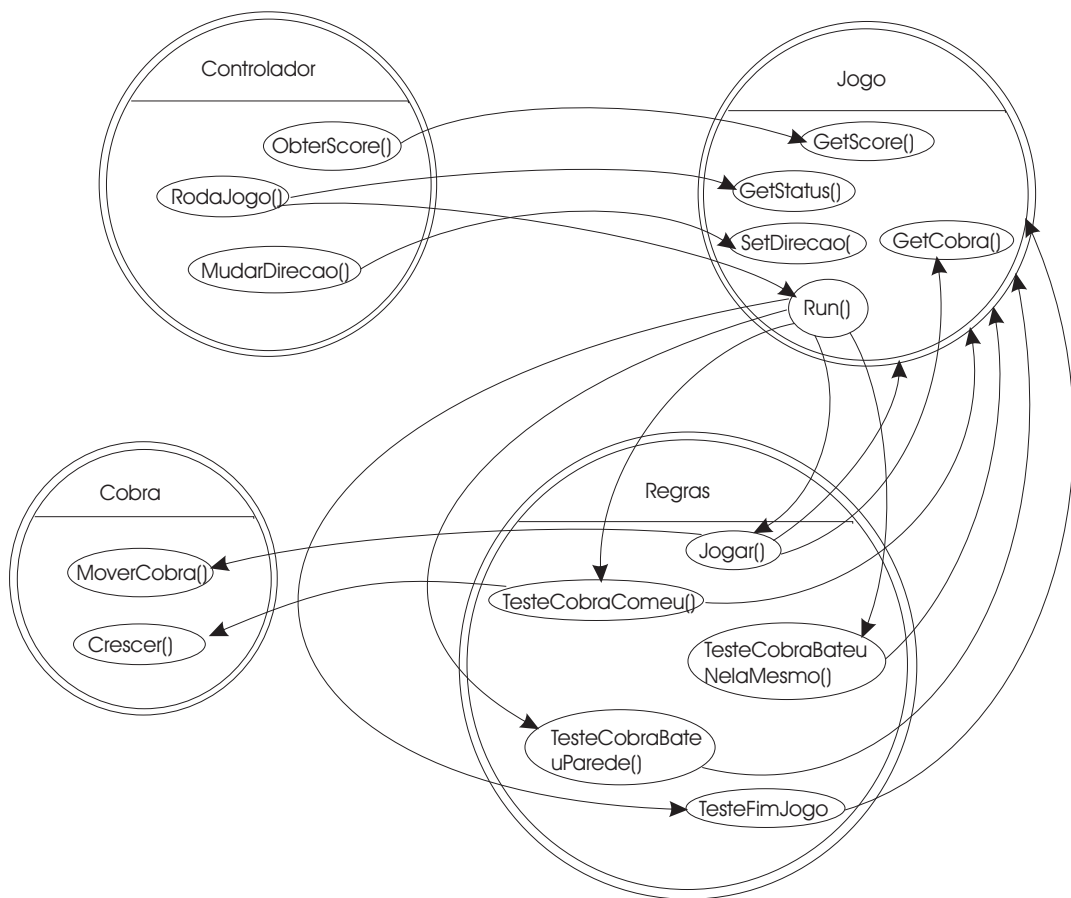 Controlador
ObterScore()
RodaJogo()
MudarDirecao()
Jogo
GetScore()
GetStatus()
SetDirecao(
GetCobra()
Run()
Cobra
MoverCobra()
Crescer()
Regras
Jogar()
TesteCobraComeu()
TesteCobraBateu
NelaMesmo()
TesteCobraBate
uParede()
TesteFimJogo